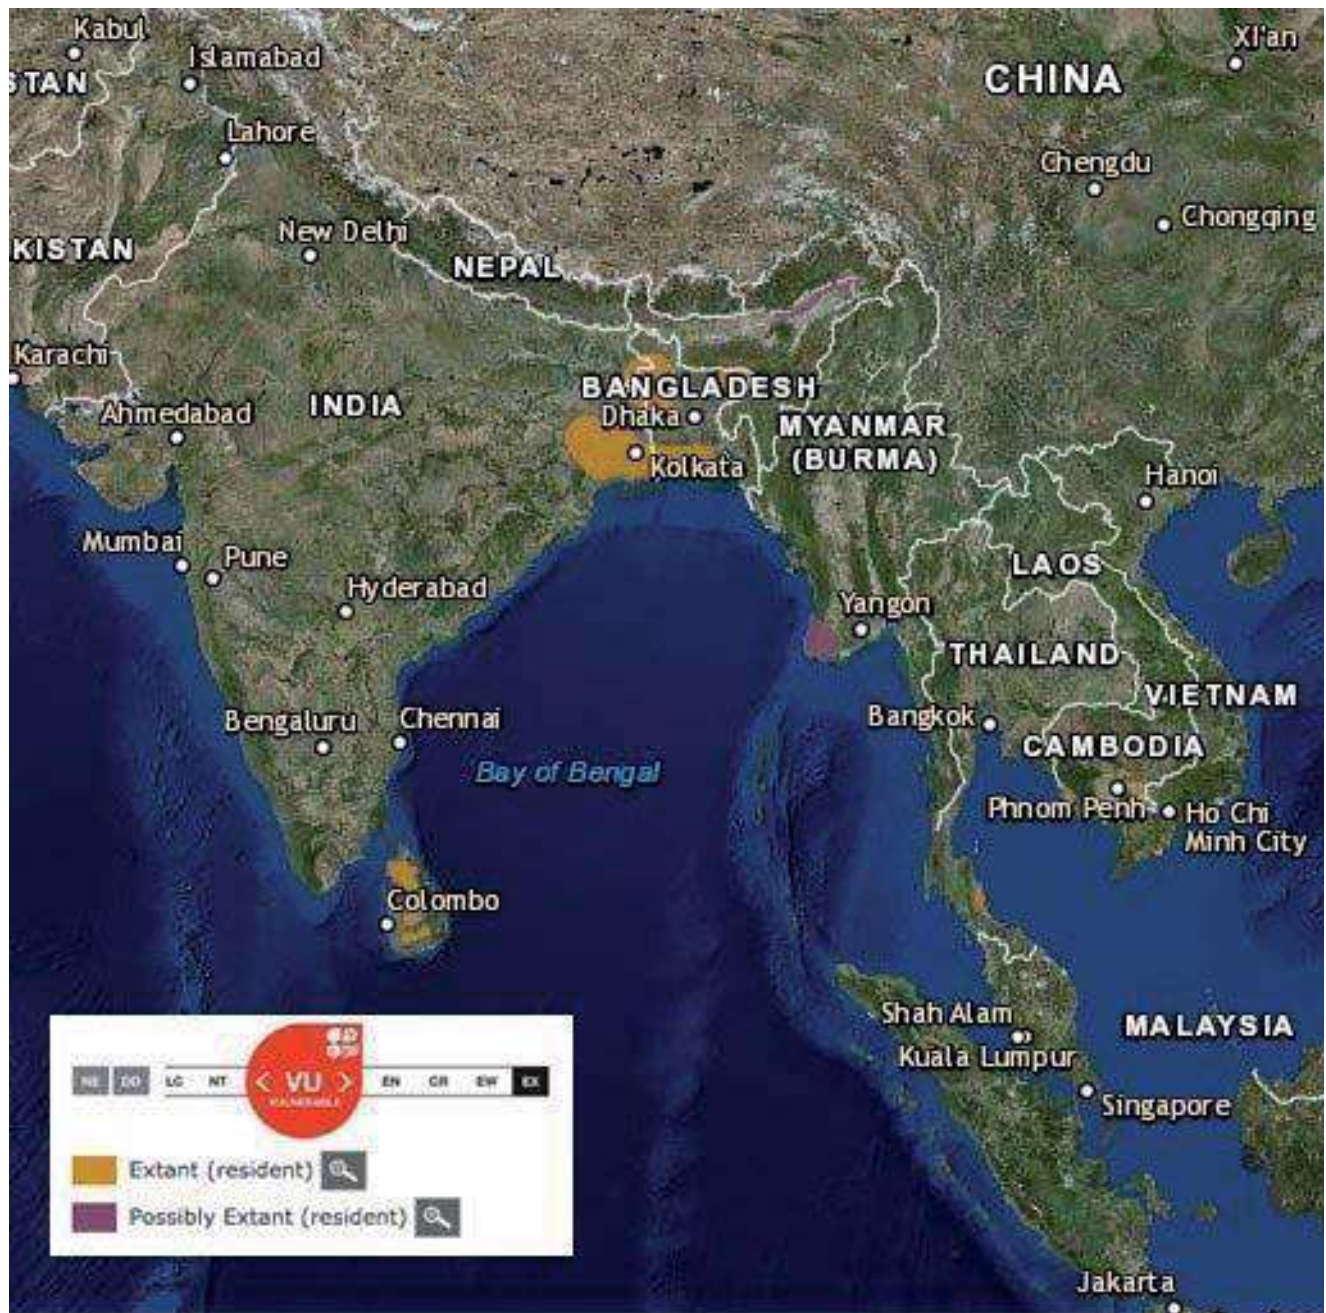 Kabul
Islamabad
STAN
Lahore
XI'an
CHINA
Chengdu
Chongqing
KISTAN
New Delhi
NEPAL
Karachi
Ahmedabad
INDIA
BANGLADESH
Dhaka
Kolkata
MYANMAR
(BURMA)
Hanoi
Mumbai
Pune
Hyderabad
LAOS
Yangon
THAILAND
VIETNAM
Bengaluru
Chennai
Bangkok
CAMBODIA
Bay of Bengal
Phnom Penh
Ho Chi
Minh City
Colombo
Shah Alam
Kuala Lumpur
MALAYSIA
Singapore
Jakarta
NE DD LC NT < VU > EN CR EW EX
VULNERABLE
Extant (resident)
Possibly Extant (resident)